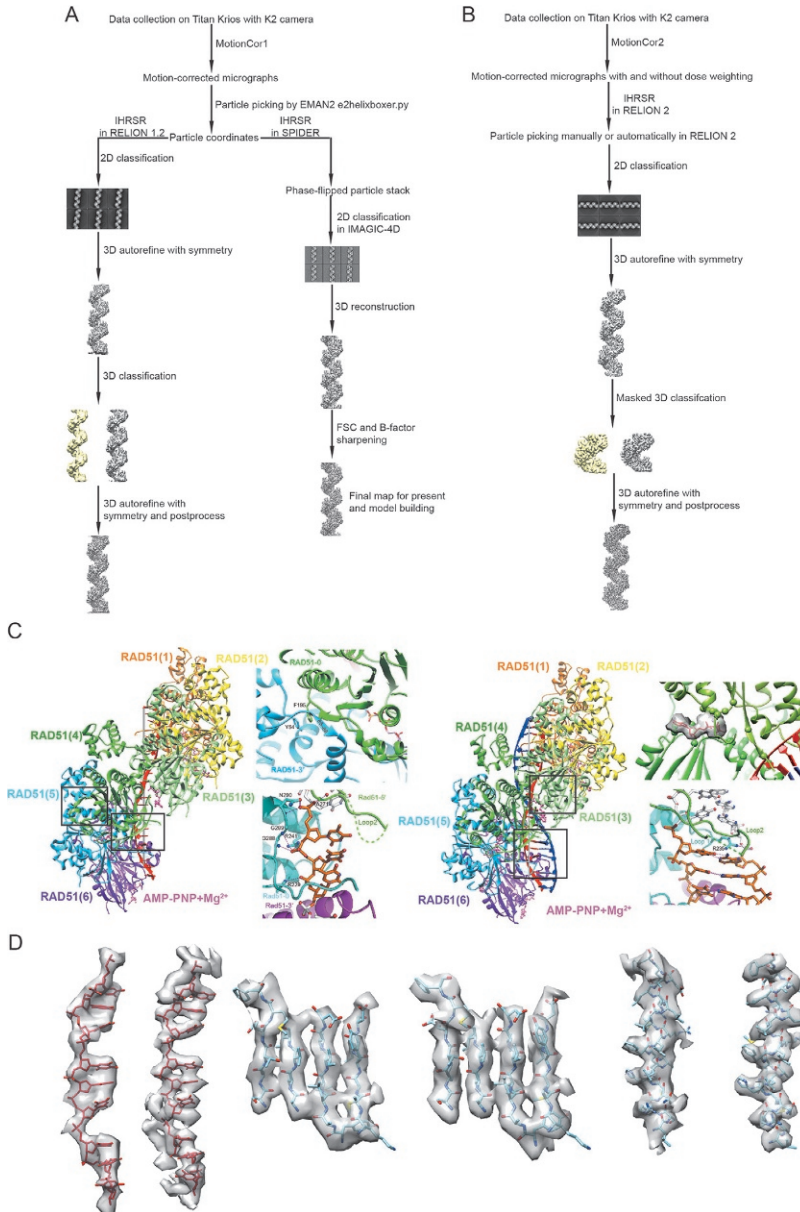 A
Data collection on Titan Krios with K2 camera
MotionCor1
Motion-corrected micrographs
Particle picking by EMAN2 e2helixboxer.py
IHRSR
in RELION 1.2
Particle coordinates
IHRSR
in SPIDER
2D classification
Phase-flipped particle stack
2D classification
in IMAGIC-4D
3D autorefine with symmetry
3D reconstruction
3D classification
FSC and B-factor
sharpening
3D autorefine with
symmetry and postprocess
Final map for present
and model building
B
Data collection on Titan Krios with K2 camera
MotionCor2
Motion-corrected micrographs with and without dose weighting
IHRSR
in RELION 2
Particle picking manually or automatically in RELION 2
2D classification
3D autorefine with symmetry
Masked 3D classifcation
3D autorefine with
symmetry and postprocess
C
RAD51(1)
RAD51(2)
RAD51(4)
RAD51(5)
RAD51(3)
RAD51(6)
AMP-PNP+Mg²⁺
RAD51-3'
Loop2
RAD51(1)
RAD51(2)
RAD51(4)
RAD51(5)
RAD51(3)
RAD51(6)
AMP-PNP+Mg²⁺
Loop2
D